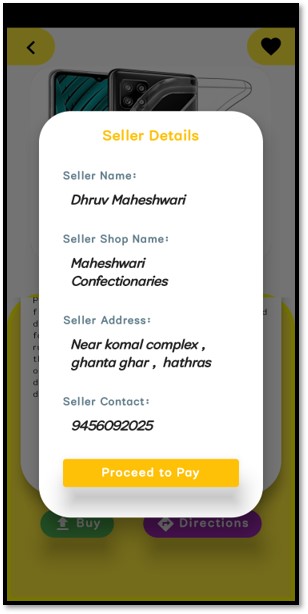 Seller Details
Seller Name:
Dhruv Maheshwari
Seller Shop Name:
Maheshwari
Confectionaries
Seller Address:
Near komal complex ,
ghanta ghar , hathras
Seller Contact:
9456092025
Proceed to Pay
Buy
Directions